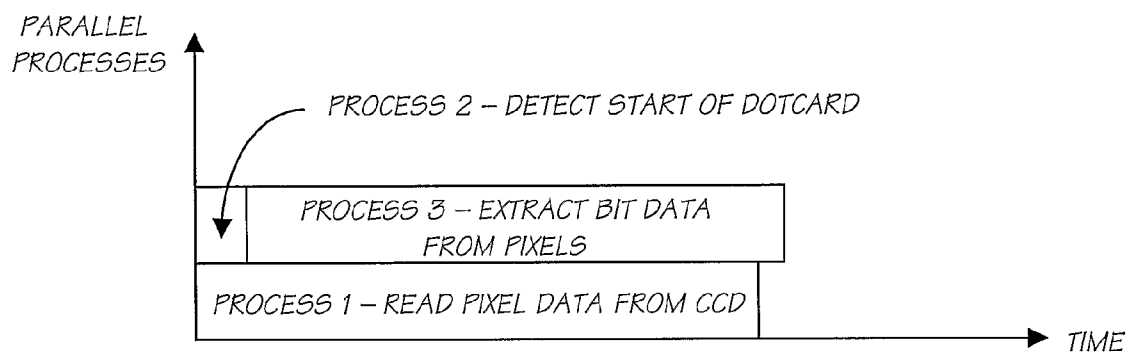 PARALLEL
PROCESSES
PROCESS 2 – DETECT START OF DOTCARD
PROCESS 3 – EXTRACT BIT DATA
FROM PIXELS
PROCESS 1 – READ PIXEL DATA FROM CCD
TIME